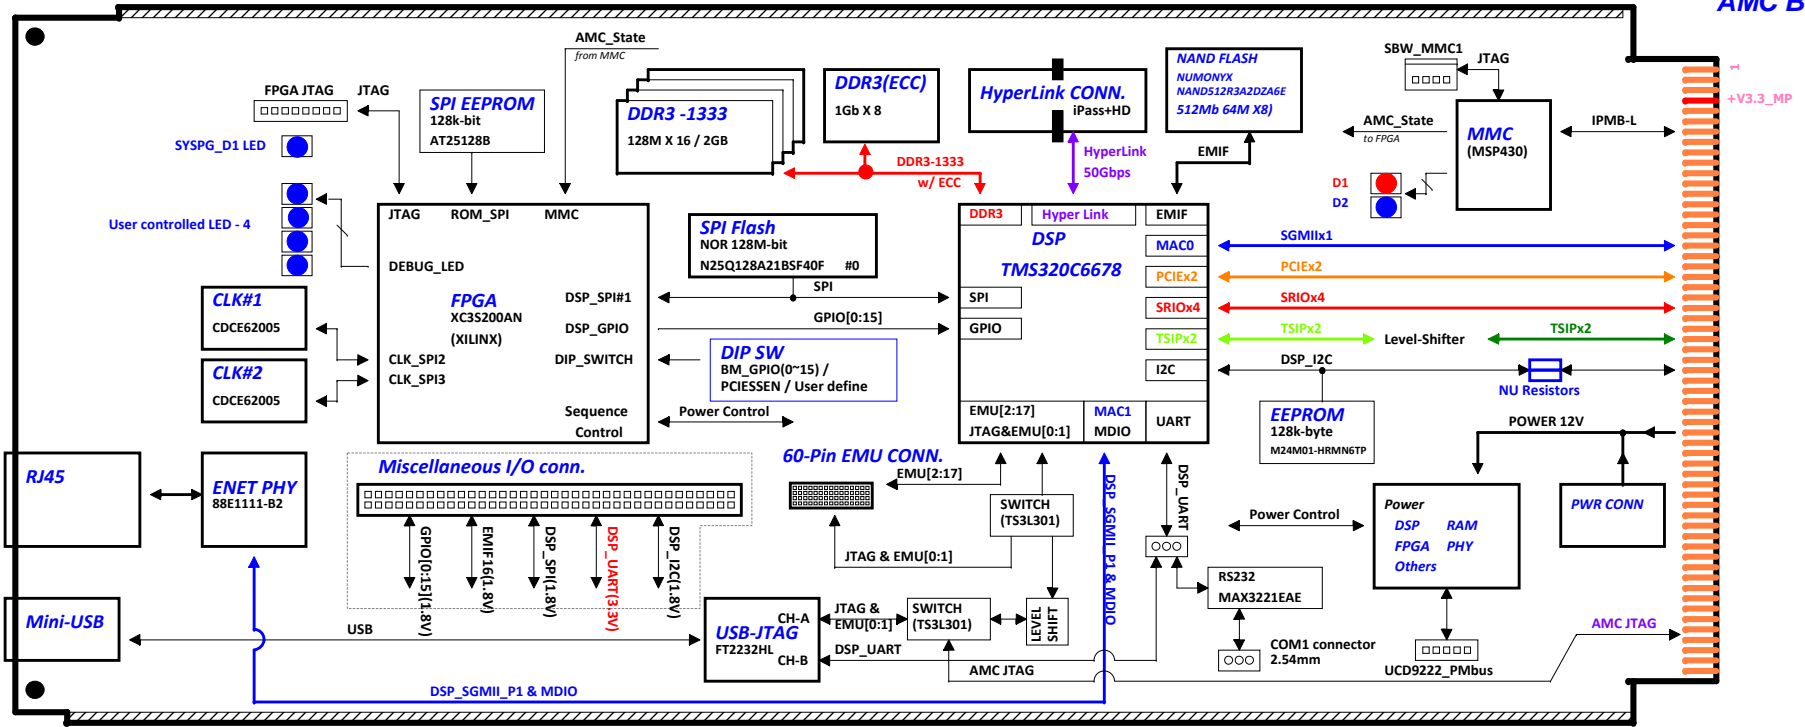 AMC B
AMC_State
from MMC
SBW_MMC1
JTAG
1
+V3.3_MP
FPGA JTAG
JTAG
SPI EEPROM
128k-bit
AT25128B
DDR3 -1333
128M X 16 / 2GB
DDR3(ECC)
1Gb X 8
HyperLink CONN.
iPass+HD
NAND FLASH
NUMONYX
NAND512R3A2DZA6E
512Mb 64M X8)
MMC
(MSP430)
AMC_State
to FPGA
IPMB-L
SYSPG_D1 LED
DDR3-1333
w/ ECC
HyperLink
50Gbps
EMIF
D1
D2
User controlled LED - 4
JTAG
ROM_SPI
MMC
DEBUG_LED
FPGA
XC3S200AN
(XILINX)
DSP_SPI#1
DSP_GPIO
DIP_SWITCH
CLK_SPI2
CLK_SPI3
Sequence
Control
SPI Flash
NOR 128M-bit
N25Q128A21BSF40F #0
SPI
GPIO[0:15]
DIP SW
BM_GPIO(0~15) /
PCIESSEN / User define
Power Control
DDR3
Hyper Link
EMIF
DSP
TMS320C6678
MAC0
PCIEx2
SRIOx4
TSIPx2
I2C
SPI
GPIO
EMU[2:17]
JTAG&EMU[0:1]
MAC1
MDIO
UART
SGMIIx1
PCIEx2
SRIOx4
TSIPx2
Level-Shifter
TSIPx2
DSP_I2C
NU Resistors
EEPROM
128k-byte
M24M01-HRMN6TP
POWER 12V
CLK#1
CDCE62005
CLK#2
CDCE62005
RJ45
ENET PHY
88E1111-B2
Miscellaneous I/O conn.
GPIO[0:15](1.8V)
EMIF16(1.8V)
DSP_SPI(1.8V)
DSP_UART(3.3V)
DSP_I2C(1.8V)
60-Pin EMU CONN.
EMU[2:17]
SWITCH
(TS3L301)
JTAG & EMU[0:1]
DSP_SGMII_P1 & MDIO
DSP_UART
Power Control
Power
DSP RAM
FPGA PHY
Others
PWR CONN
RS232
MAX3221EAE
COM1 connector
2.54mm
UCD9222_PMbus
AMC JTAG
Mini-USB
USB
USB-JTAG
FT2232HL
CH-A
CH-B
JTAG &
EMU[0:1]
SWITCH
(TS3L301)
LEVEL
SHIFT
DSP_UART
AMC JTAG
DSP_SGMII_P1 & MDIO